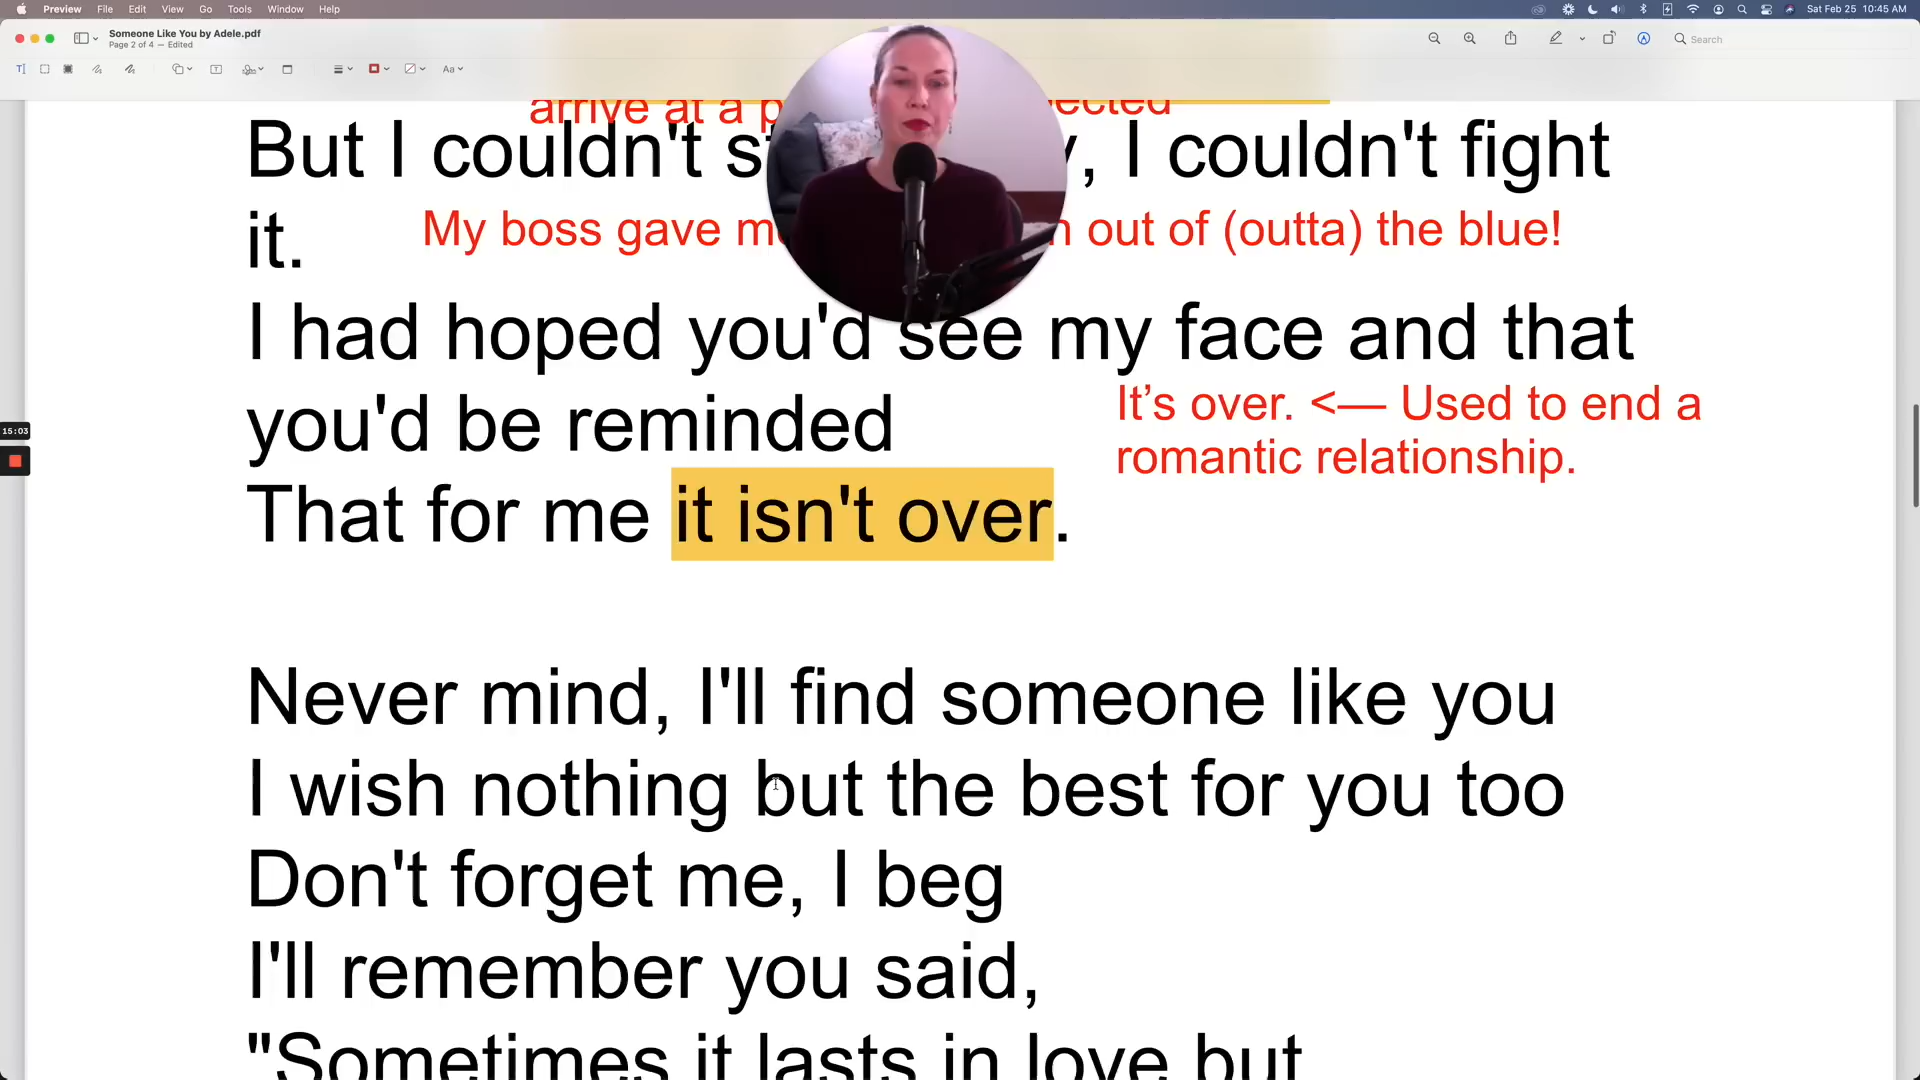 Preview File Edit View Go Tools Window Help Sat Feb 25 10:45 AM
Someone Like You by Adele.pdf
Page 2 of 4 — Edited
Search
Aa
arrive at a
But I couldn't I couldn't fight
My boss gave out of (outta) the blue!
it.
I had hoped you'd see my face and that
It’s over. <— Used to end a
you'd be reminded
15:03
romantic relationship.
That for me it isn't over.
Never mind, I'll find someone like you
I wish nothing but the best for you too
Don't forget me, I beg
I'll remember you said,
"Sometimes it lasts in love but